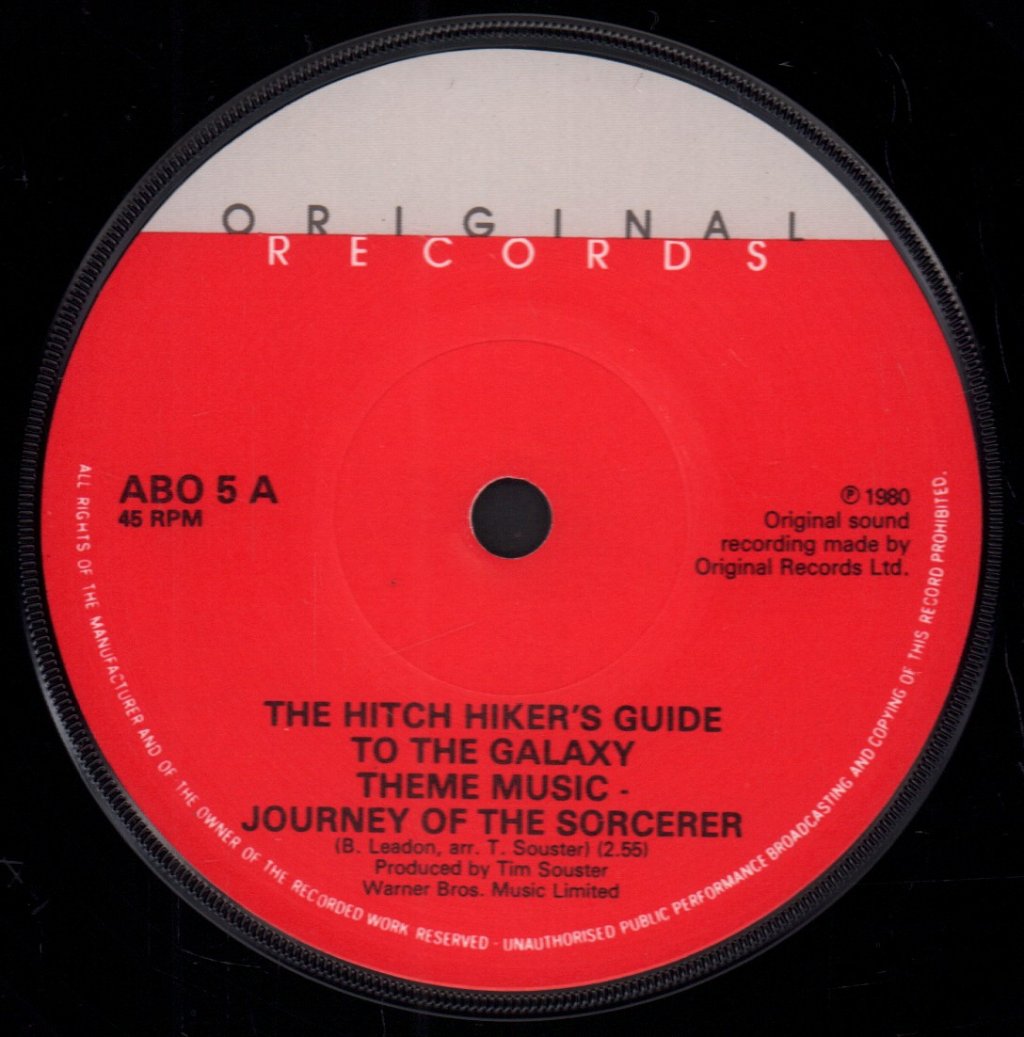 ORIGINAL
RECORDS
ABO 5 A
45 RPM
℗ 1980
Original sound
recording made by
Original Records Ltd.
THE HITCH HIKER'S GUIDE
TO THE GALAXY
THEME MUSIC -
JOURNEY OF THE SORCERER
(B. Leadon, arr. T. Souster) (2.55)
Produced by Tim Souster
Warner Bros. Music Limited
ALL RIGHTS OF THE MANUFACTURER AND OF THE OWNER OF THE RECORDED WORK RESERVED - UNAUTHORISED PUBLIC PERFORMANCE BROADCASTING AND COPYING OF THIS RECORD PROHIBITED.